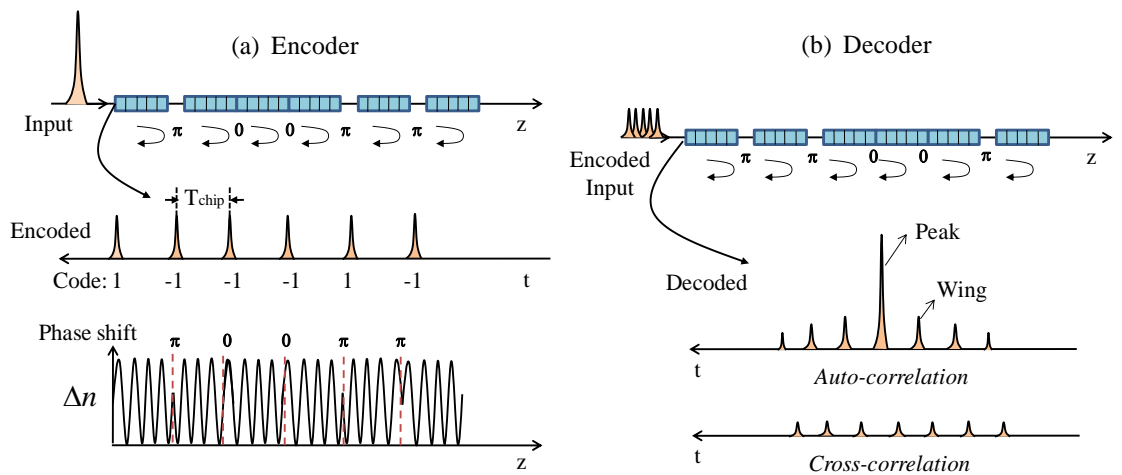 (a) Encoder
Input
z
π 0 0 π π
Tchip
Encoded
Code: 1 -1 -1 -1 1 -1
t
Phase shift
π 0 0 π π
Δn
z
(b) Decoder
Encoded
Input
z
π π 0 0 π
Peak
Decoded
Wing
t
Auto-correlation
t
Cross-correlation